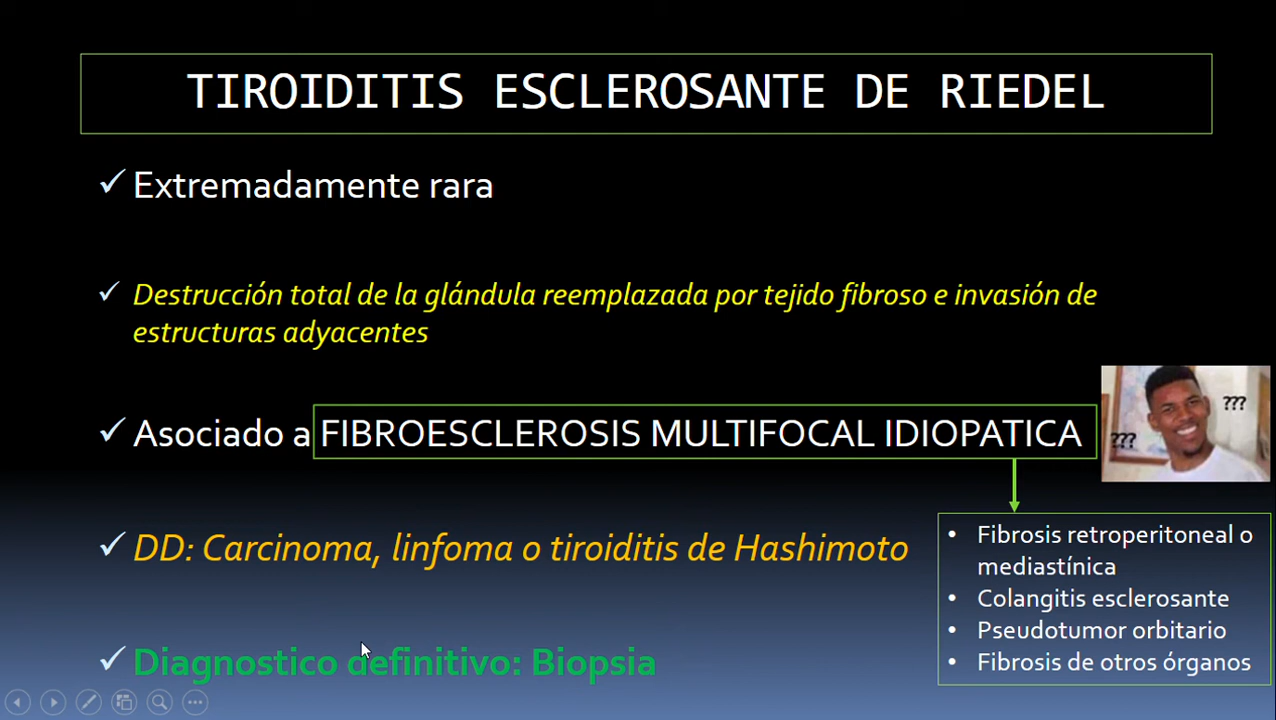 TIROIDITIS ESCLEROSANTE DE RIEDEL
✓ Extremadamente rara
✓ Destrucción total de la glándula reemplazada por tejido fibroso e invasión de
estructuras adyacentes
✓ Asociado a FIBROESCLEROSIS MULTIFOCAL IDIOPATICA
???
???
✓ DD: Carcinoma, linfoma o tiroiditis de Hashimoto
• Fibrosis retroperitoneal o
mediastínica
• Colangitis esclerosante
• Pseudotumor orbitario
• Fibrosis de otros órganos
✓ Diagnostico definitivo: Biopsia